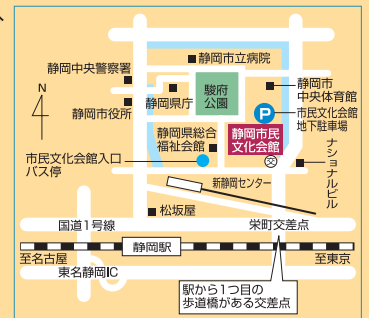 静岡市立病院
静岡中央警察署
N
静岡県庁
駿府
公園
静岡市
中央体育館
静岡市役所
P
市民文化会館
地下駐車場
静岡県総合
福祉会館
静岡市民
文化会館
市民文化会館入口
バス停
交
ナショナルビル
新静岡センター
松坂屋
国道1号線
栄町交差点
静岡駅
至名古屋
至東京
東名静岡IC
駅から1つ目の
歩道橋がある交差点